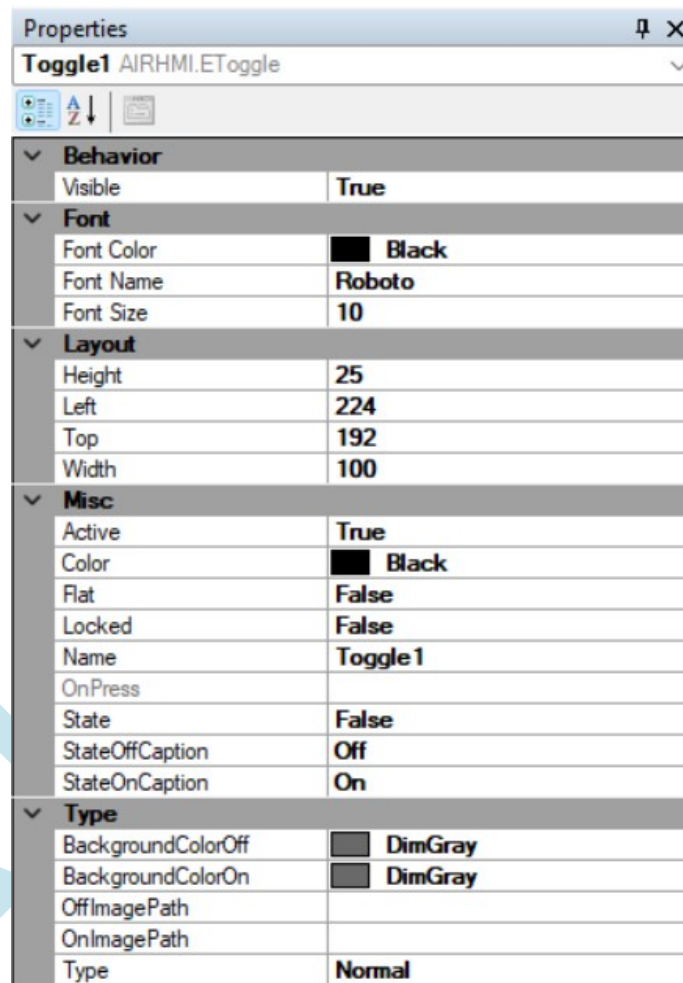 Properties
Toggle1 AIRHMI.EToggle
Behavior
Visible True
Font
Font Color Black
Font Name Roboto
Font Size 10
Layout
Height 25
Left 224
Top 192
Width 100
Misc
Active True
Color Black
Flat False
Locked False
Name Toggle1
OnPress
State False
StateOffCaption Off
StateOnCaption On
Type
BackgroundColorOff DimGray
BackgroundColorOn DimGray
OffImagePath
OnImagePath
Type Normal